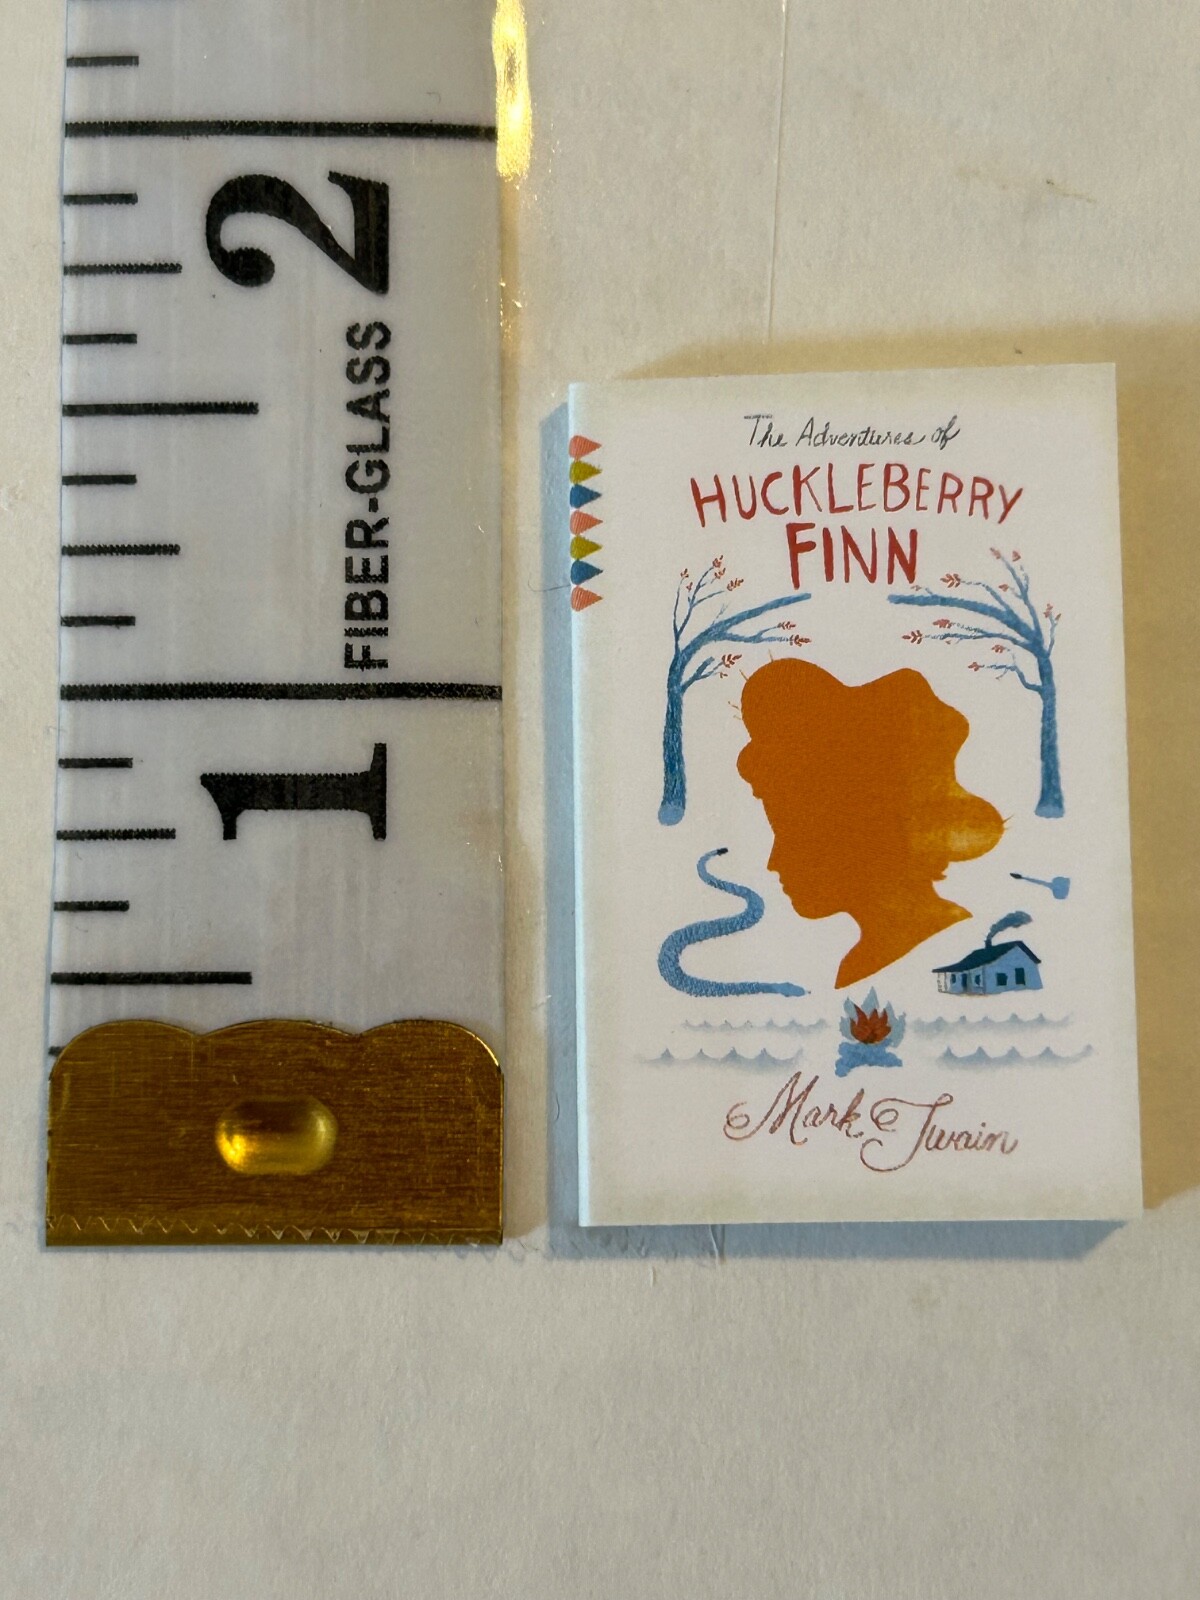 2
FIBER-GLASS
1
The Adventures of
HUCKLEBERRY
FINN
Mark Twain